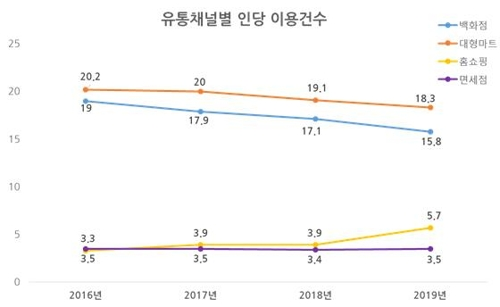 유통채널별 인당 이용건수
백화점
대형마트
홈쇼핑
면세점
25
20
15
10
5
0
20.2
20
19.1
18.3
19
17.9
17.1
15.8
3.3
3.9
3.9
5.7
3.5
3.5
3.4
3.5
2016년
2017년
2018년
2019년